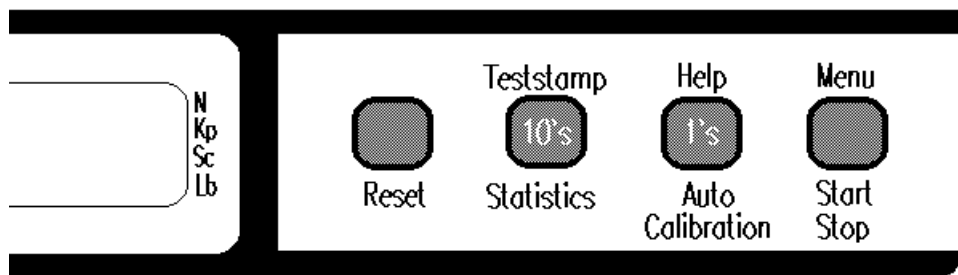 N
Kp
Sc
Lb
Teststamp Help Menu
10's 1's
Reset Statistics Auto Calibration Start Stop